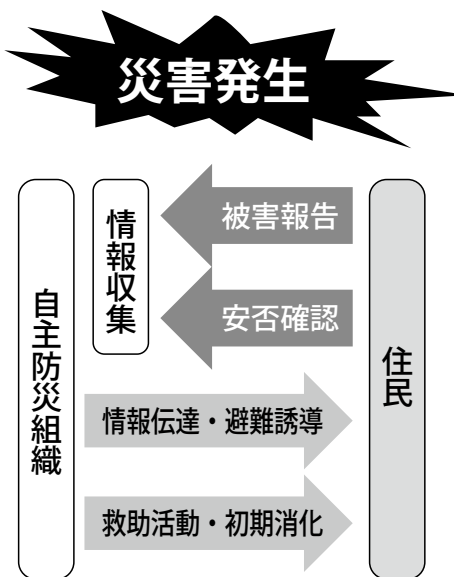 災害発生
自主防災組織
情報収集
被害報告
安否確認
情報伝達・避難誘導
救助活動・初期消化
住民